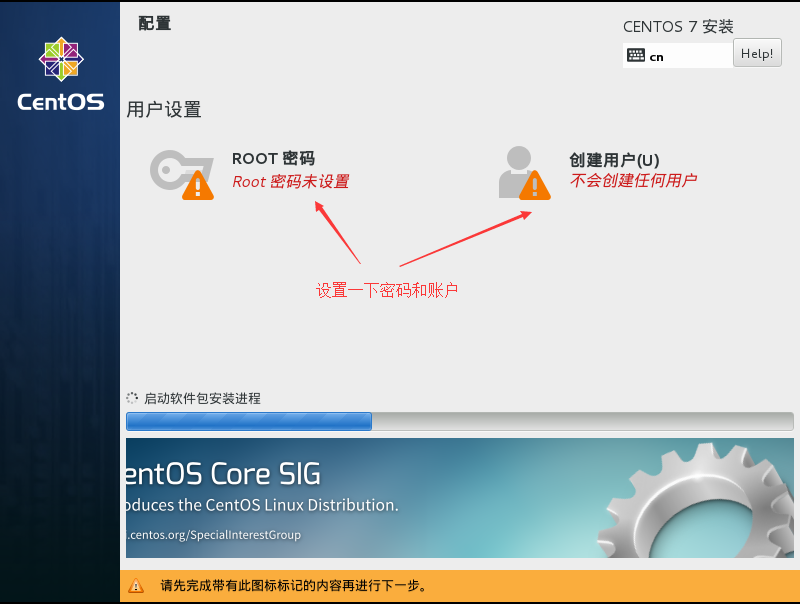 CentOS
配置
CENTOS 7 安装
cn
Help!
用户设置
ROOT 密码
Root 密码未设置
创建用户(U)
不会创建任何用户
设置一下密码和账户
启动软件包安装进程
entOS Core SIG
oduces the CentOS Linux Distribution.
.centos.org/SpecialInterestGroup
请先完成带有此图标标记的内容再进行下一步。